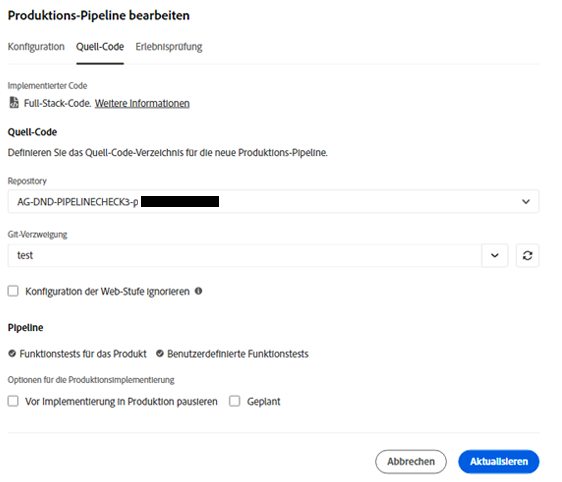 Produktions-Pipeline bearbeiten
Konfiguration Quell-Code Erlebnisprüfung
Implementierter Code
Full-Stack-Code. Weitere Informationen
Quell-Code
Definieren Sie das Quell-Code-Verzeichnis für die neue Produktions-Pipeline.
Repository
AG-DND-PIPELINECHECK3-p
Git-Verzweigung
test
Konfiguration der Web-Stufe ignorieren
Pipeline
Funktionstests für das Produkt Benutzerdefinierte Funktionstests
Optionen für die Produktionsimplementierung
Vor Implementierung in Produktion pausieren Geplant
Abbrechen Aktualisieren